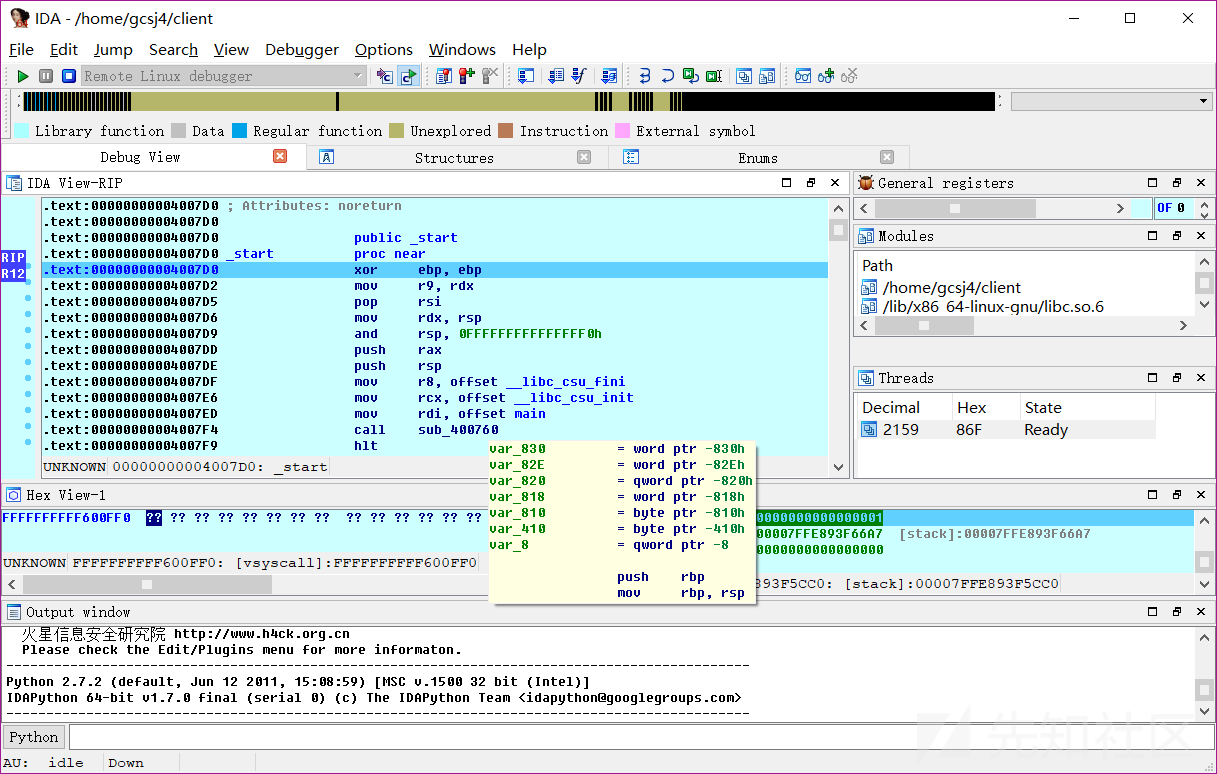 IDA - /home/gcsj4/client
File Edit Jump Search View Debugger Options Windows Help
Remote Linux debugger
Library function Data Regular function Unexplored Instruction External symbol
Debug View Structures Enums
IDA View-RIP
.text:00000000004007D0 ; Attributes: noreturn
.text:00000000004007D0
.text:00000000004007D0 public _start
.text:00000000004007D0 _start proc near
.text:00000000004007D0 xor ebp, ebp
.text:00000000004007D2 mov r9, rdx
.text:00000000004007D5 pop rsi
.text:00000000004007D6 mov rdx, rsp
.text:00000000004007D9 and rsp, 0FFFFFFFFFFFFFFF0h
.text:00000000004007DD push rax
.text:00000000004007DE push rsp
.text:00000000004007DF mov r8, offset __libc_csu_fini
.text:00000000004007E6 mov rcx, offset __libc_csu_init
.text:00000000004007ED mov rdi, offset main
.text:00000000004007F4 call sub_400760
.text:00000000004007F9 hlt
RIP
R12
UNKNOWN 00000000004007D0: _start
var_830 = word ptr -830h
var_82E = word ptr -82Eh
var_820 = qword ptr -820h
var_818 = word ptr -818h
var_810 = byte ptr -810h
var_410 = byte ptr -410h
var_8 = qword ptr -8
push rbp
mov rbp, rsp
General registers
OF 0
Modules
Path
/home/gcsj4/client
/lib/x86_64-linux-gnu/libc.so.6
Threads
Decimal Hex State
2159 86F Ready
Hex View-1
FFFFFFFFFF600FF0 ?? ?? ?? ?? ?? ?? ?? ?? ?? ?? ?? ?? ?? ??
UNKNOWN FFFFFFFFFF600FF0: [vsyscall]:FFFFFFFFFF600FF0
0000000000000001
00007FFE893F66A7 [stack]:00007FFE893F66A7
0000000000000000
893F5CC0: [stack]:00007FFE893F5CC0
Output window
火星信息安全研究院 http://www.h4ck.org.cn
Please check the Edit/Plugins menu for more informaton.
Python 2.7.2 (default, Jun 12 2011, 15:08:59) [MSC v.1500 32 bit (Intel)]
IDAPython 64-bit v1.7.0 final (serial 0) (c) The IDAPython Team <idapython@googlegroups.com>
Python
AU: idle Down
先知社区